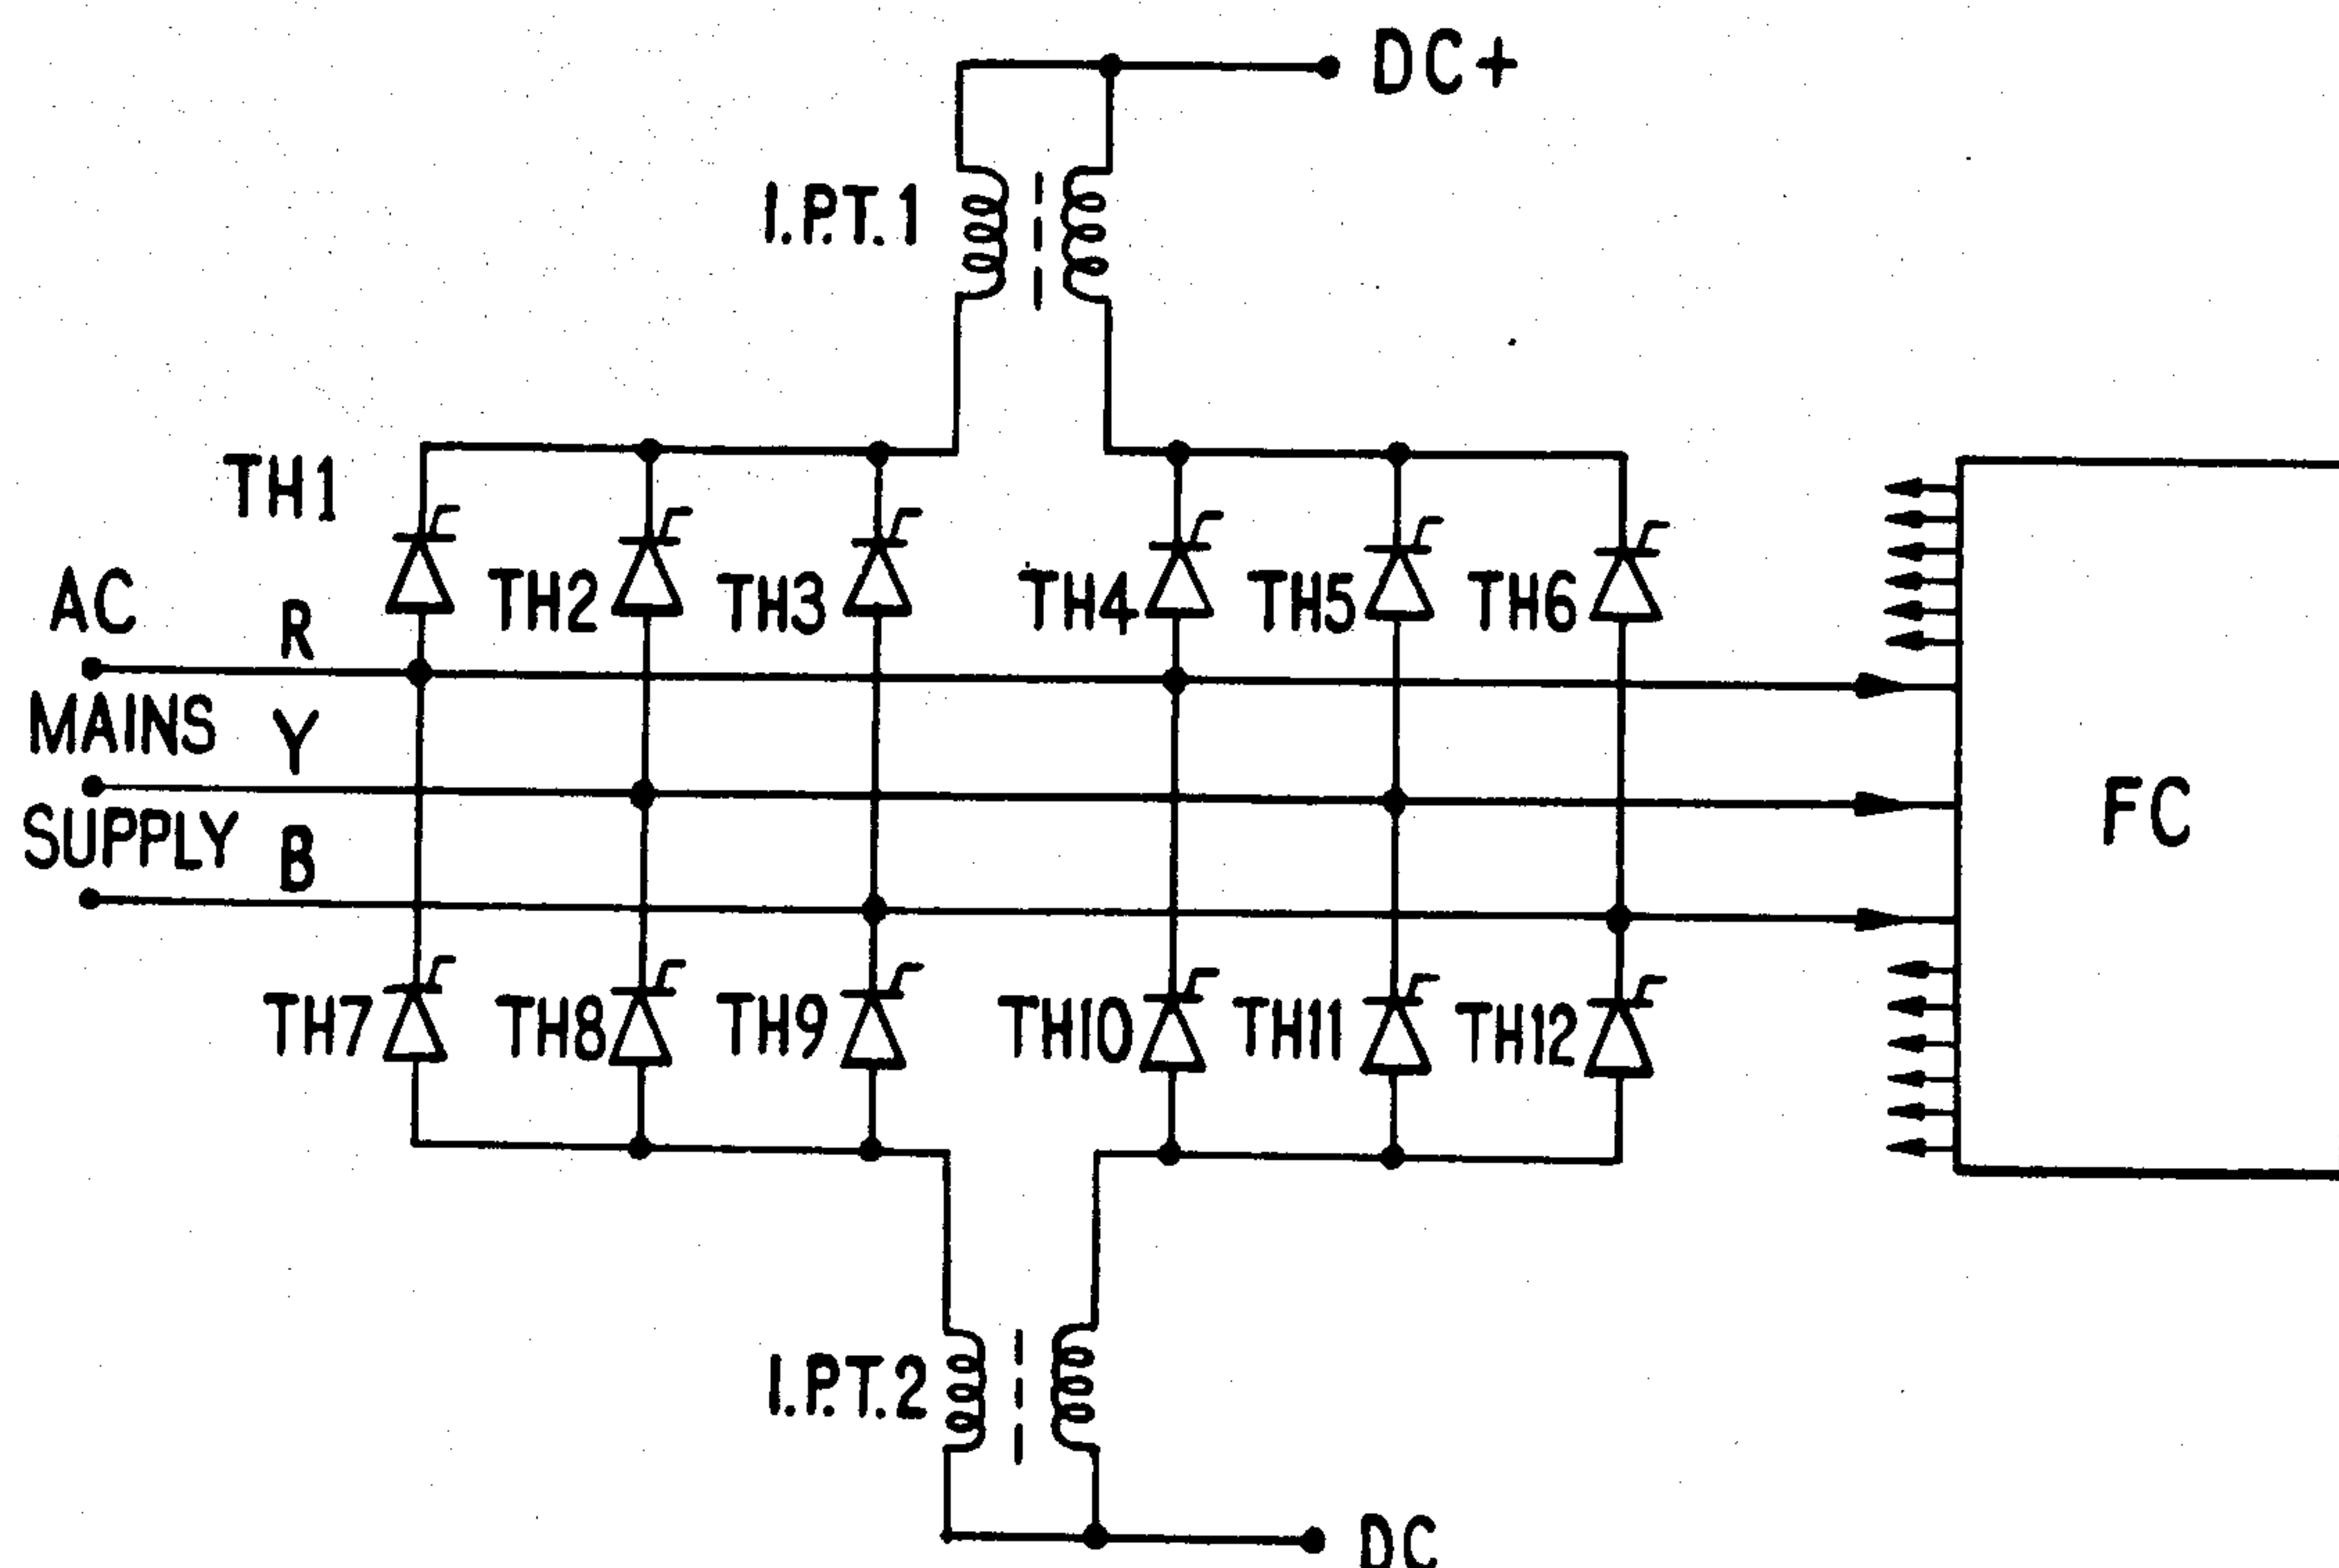 DC+
I.P.T.1
TH1
TH2
TH3
TH4
TH5
TH6
AC
R
MAINS
Y
SUPPLY
B
FC
TH7
TH8
TH9
TH10
TH11
TH12
I.P.T.2
DC